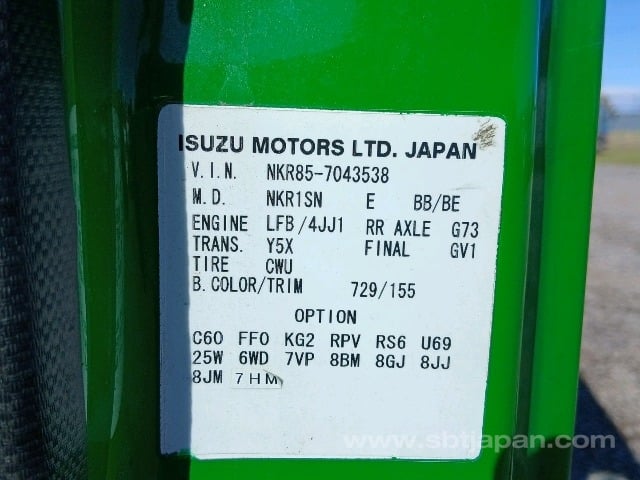 ISUZU MOTORS LTD. JAPAN
V.I.N. NKR85-7043538
M.D. NKR1SN E BB/BE
ENGINE LFB/4JJ1 RR AXLE G73
TRANS. Y5X FINAL GV1
TIRE CWU
B.COLOR/TRIM 729/155
OPTION
C60 FF0 KG2 RPV RS6 U69
25W 6WD 7VP 8BM 8GJ 8JJ
8JM 7HM
www.sbtjapan.com